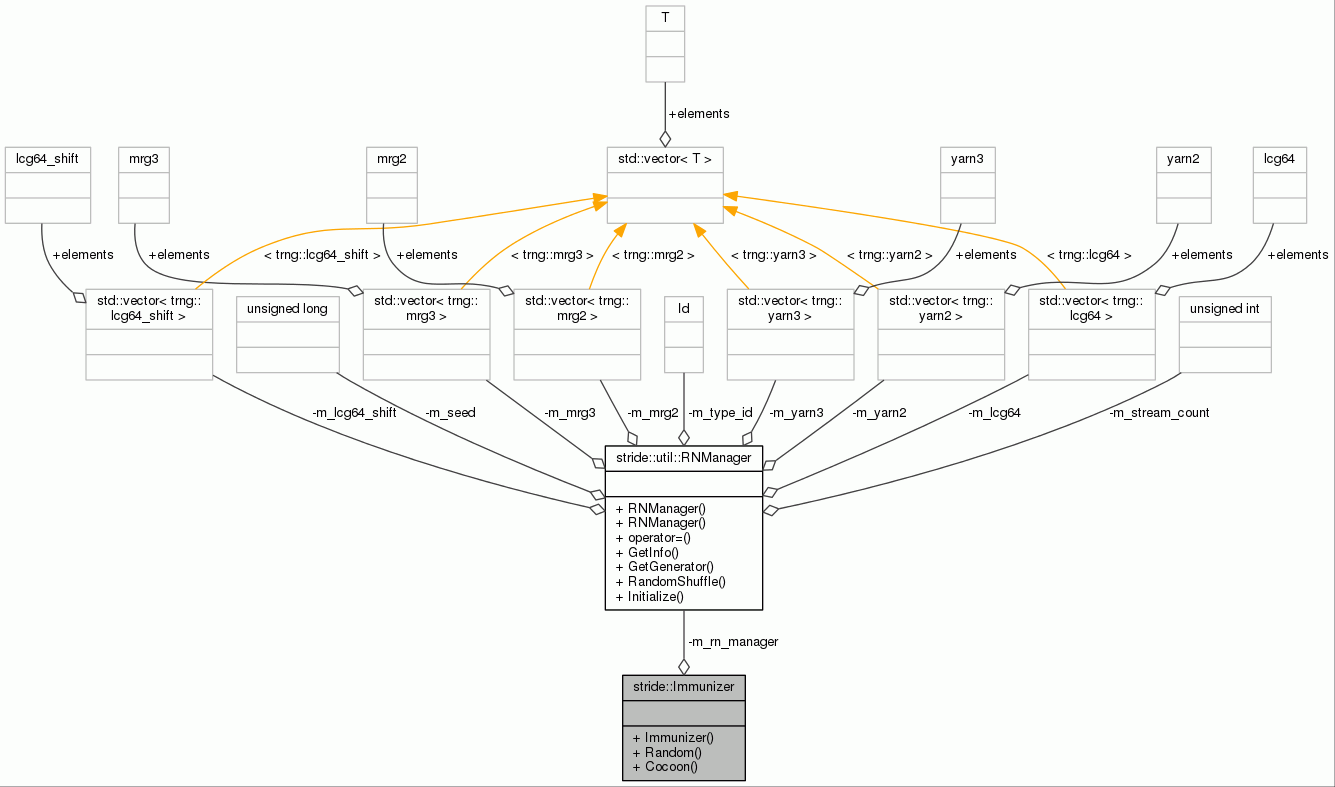 T
+elements
lcg64_shift
mrg3
mrg2
std::vector< T >
yarn3
yarn2
lcg64
+elements
+elements
< trng::lcg64_shift >
+elements
< trng::mrg3 >
< trng::mrg2 >
< trng::yarn3 >
< trng::yarn2 >
+elements
< trng::lcg64 >
+elements
+elements
std::vector< trng::
lcg64_shift >
unsigned long
std::vector< trng::
mrg3 >
std::vector< trng::
mrg2 >
Id
std::vector< trng::
yarn3 >
std::vector< trng::
yarn2 >
std::vector< trng::
lcg64 >
unsigned int
-m_lcg64_shift
-m_seed
-m_mrg3
-m_mrg2
-m_type_id
-m_yarn3
-m_yarn2
-m_lcg64
-m_stream_count
stride::util::RNManager
+ RNManager()
+ RNManager()
+ operator=()
+ GetInfo()
+ GetGenerator()
+ RandomShuffle()
+ Initialize()
-m_rn_manager
stride::Immunizer
+ Immunizer()
+ Random()
+ Cocoon()